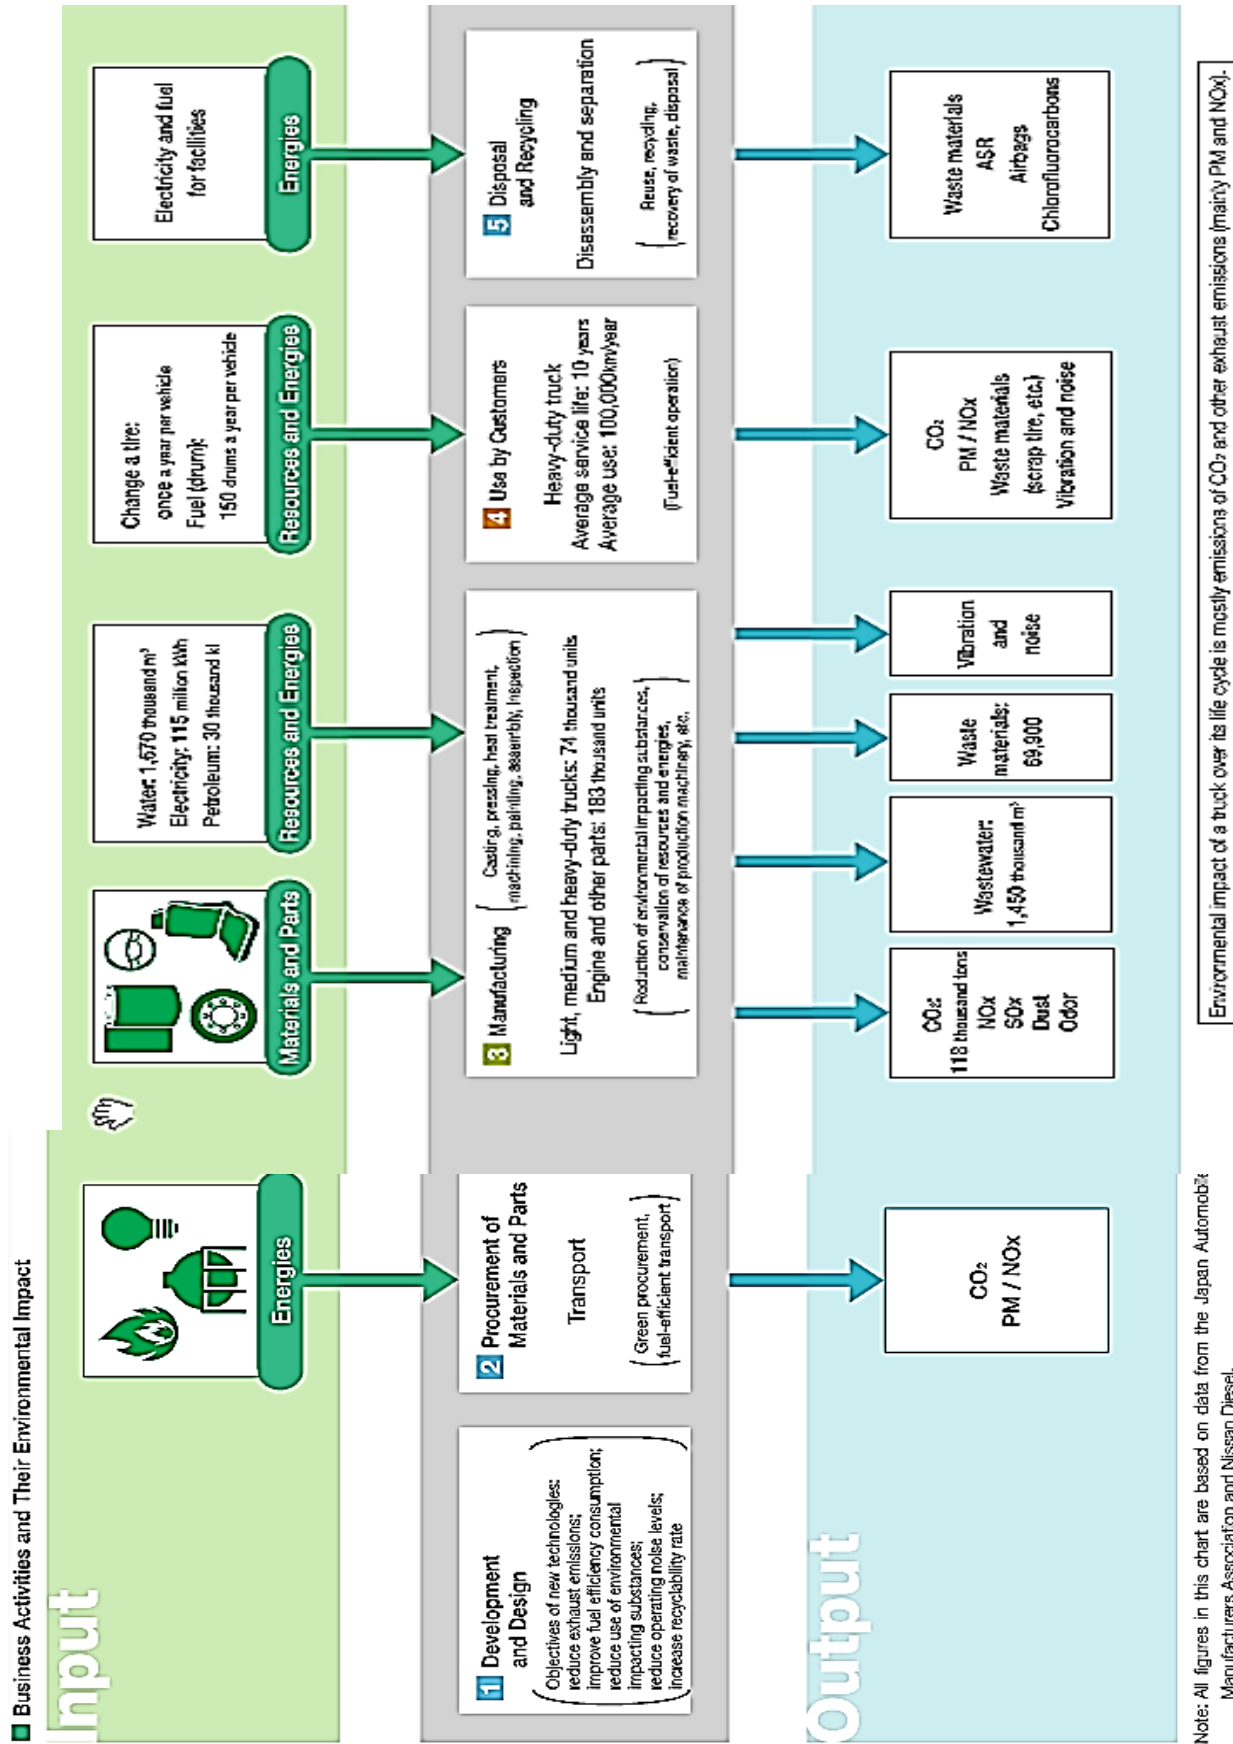 Business Activities and Their Environmental Impact
Input
Energies
Materials and Parts
Water: 1,670 thousand m³
Electricity: 115 million kWh
Petroleum: 30 thousand kl
Resources and Energies
Change a tire:
once a year per vehicle
Fuel (drum):
150 drums a year per vehicle
Resources and Energies
Electricity and fuel
for facilities
Energies
1 Development
and Design
Objectives of new technologies:
reduce exhaust emissions;
improve fuel efficiency consumption;
reduce use of environmental
impacting substances;
reduce operating noise levels;
increase recyclability rate
2 Procurement of
Materials and Parts
Transport
(Green procurement,
fuel-efficient transport)
3 Manufacturing
(Casting, pressing, heat treatment,
machining, painting, assembly, inspection)
Light, medium and heavy-duty trucks: 74 thousand units
Engine and other parts: 183 thousand units
(Reduction of environmental impacting substances,
conservation of resources and energies,
maintenance of production machinery, etc.)
4 Use by Customers
Heavy-duty truck
Average service life: 10 years
Average use: 100,000km/year
(Fuel-efficient operation)
5 Disposal
and Recycling
Disassembly and separation
(Reuse, recycling,
recovery of waste, disposal)
Output
CO₂
PM / NOx
CO₂:
118 thousand tons
NOx
SOx
Dust
Odor
Wastewater:
1,450 thousand m³
Waste
materials:
69,900
Vibration
and
noise
CO₂
PM / NOx
Waste materials
(scrap tire, etc.)
Vibration and noise
Waste materials
ASR
Airbags
Chlorofluorocarbons
Note: All figures in this chart are based on data from the Japan Automobile
Manufacturers Association and Nissan Diesel.
Environmental impact of a truck over its life cycle is mostly emissions of CO₂ and other exhaust emissions (mainly PM and NOx).